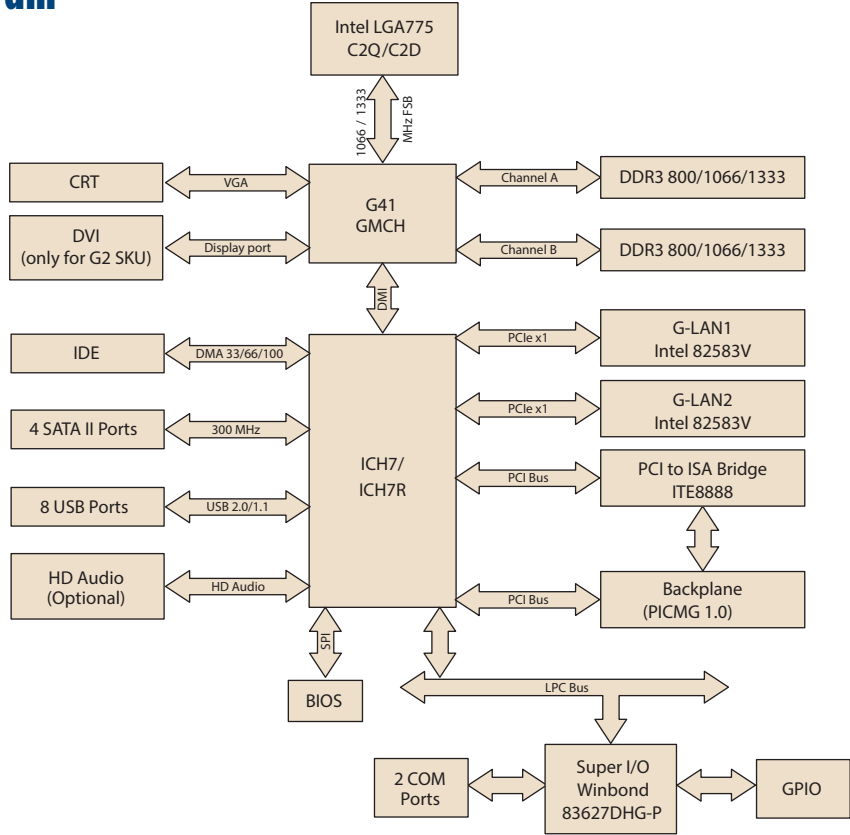 Intel LGA775
C2Q/C2D
1066 / 1333
MHz FSB
CRT
VGA
G41
GMCH
Channel A
DDR3 800/1066/1333
DVI
(only for G2 SKU)
Display port
Channel B
DDR3 800/1066/1333
DMI
IDE
DMA 33/66/100
PCIe x1
G-LAN1
Intel 82583V
4 SATA II Ports
300 MHz
PCIe x1
G-LAN2
Intel 82583V
ICH7/
ICH7R
PCI Bus
PCI to ISA Bridge
ITE8888
8 USB Ports
USB 2.0/1.1
HD Audio
(Optional)
HD Audio
PCI Bus
Backplane
(PICMG 1.0)
SPI
BIOS
LPC Bus
2 COM
Ports
Super I/O
Winbond
83627DHG-P
GPIO